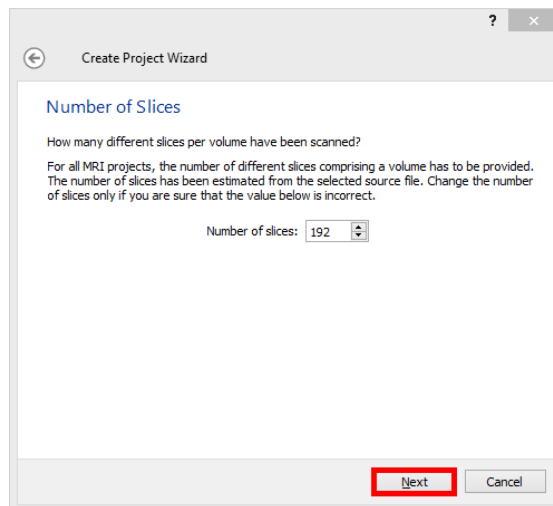 ?
Create Project Wizard
Number of Slices
How many different slices per volume have been scanned?
For all MRI projects, the number of different slices comprising a volume has to be provided.
The number of slices has been estimated from the selected source file. Change the number
of slices only if you are sure that the value below is incorrect.
Number of slices: 192
Next Cancel